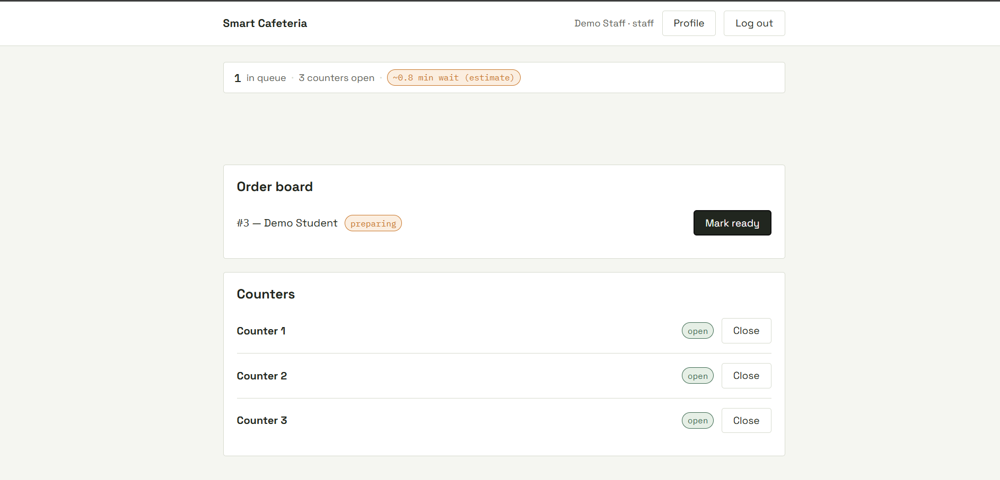 Smart Cafeteria
Demo Staff · staff
Profile
Log out
1 in queue · 3 counters open · ~0.8 min wait (estimate)
Order board
#3 — Demo Student preparing
Mark ready
Counters
Counter 1 open Close
Counter 2 open Close
Counter 3 open Close